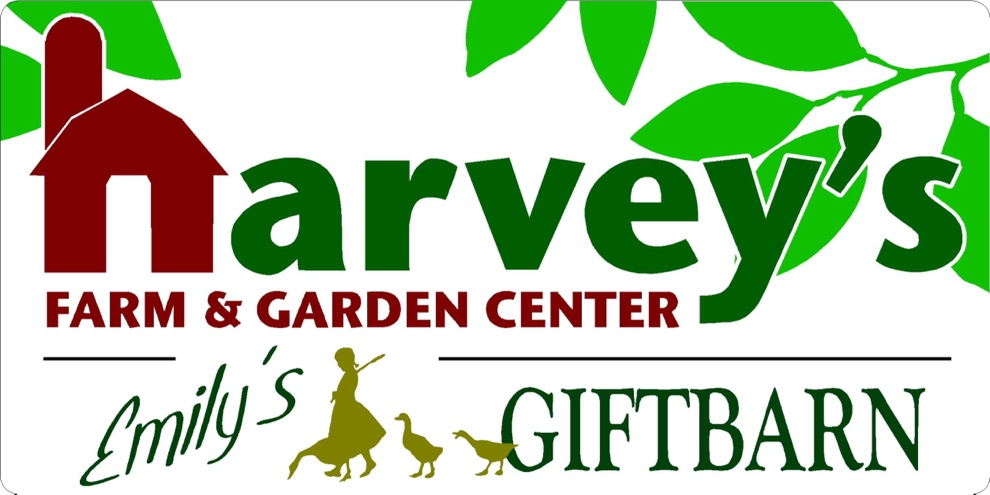 harvey's
FARM & GARDEN CENTER
Emily's GIFTBARN